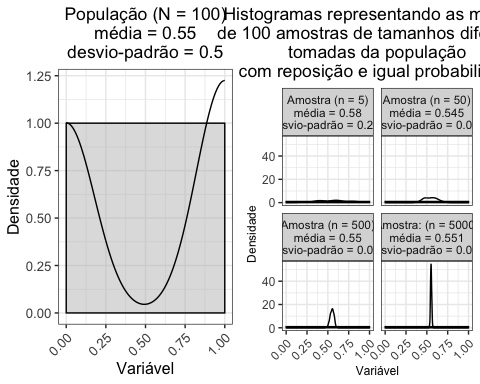 População (N = 100)
média = 0.55
desvio-padrão = 0.5
Histogramas representando as m
de 100 amostras de tamanhos dife
tomadas da população
com reposição e igual probabili
1.25
1.00
0.75
0.50
0.25
0.00
Densidade
0.00 0.25 0.50 0.75 1.00
Variável
Amostra (n = 5)
média = 0.58
svio-padrão = 0.2
Amostra (n = 50)
média = 0.545
svio-padrão = 0.0
Amostra (n = 500)
média = 0.55
svio-padrão = 0.0
mostra: (n = 5000
média = 0.551
svio-padrão = 0.0
40
20
0
40
20
0
Densidade
0.00 0.25 0.50 0.75 1.00
0.00 0.25 0.50 0.75 1.00
Variável